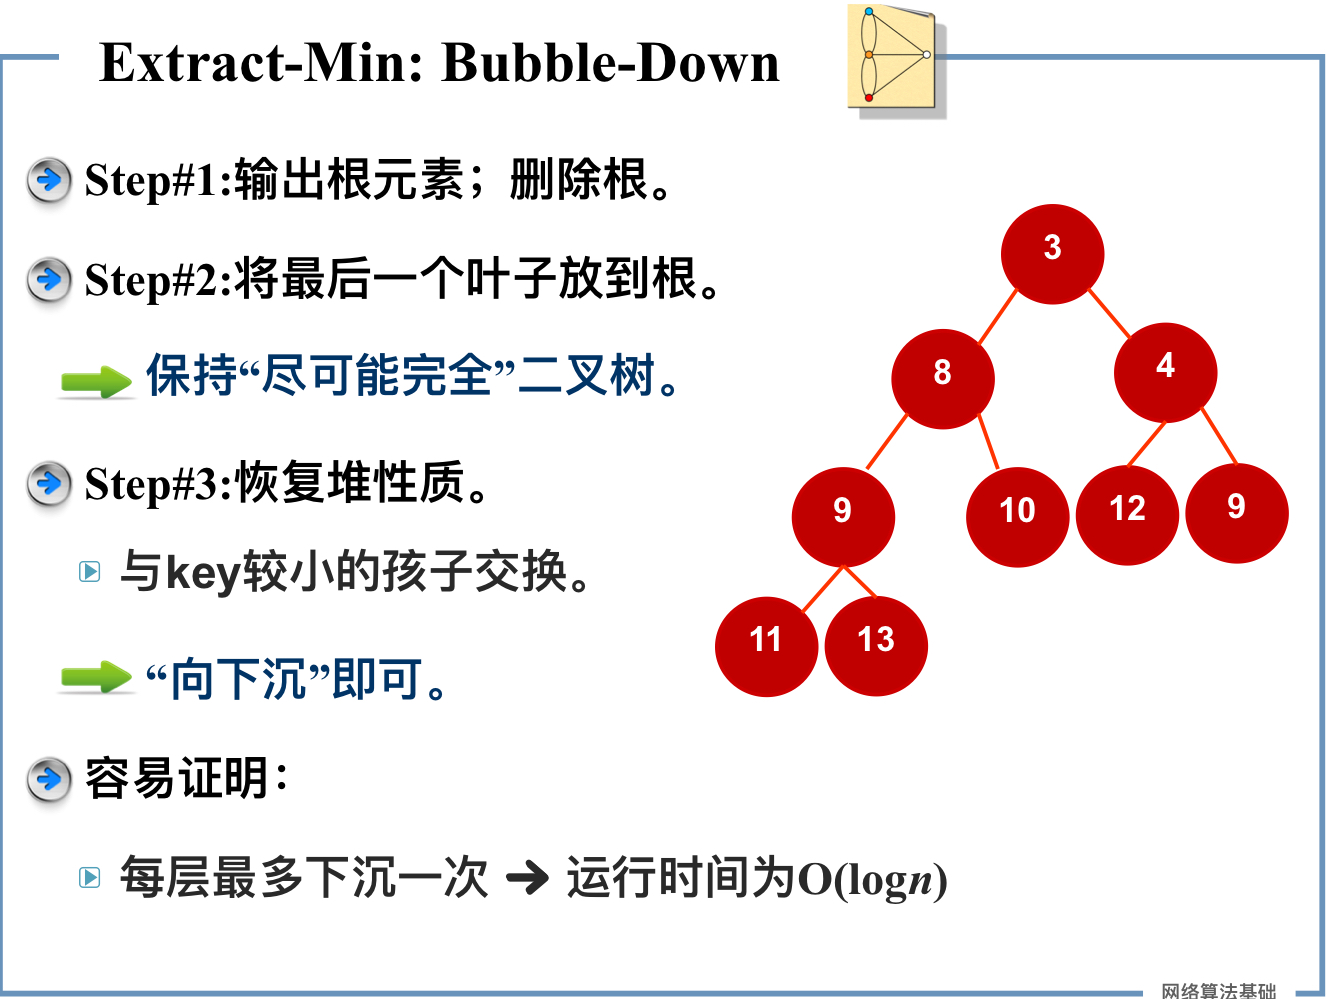 Extract-Min: Bubble-Down
Step#1:输出根元素；删除根。
Step#2:将最后一个叶子放到根。
保持“尽可能完全”二叉树。
Step#3:恢复堆性质。
与key较小的孩子交换。
“向下沉”即可。
容易证明：
每层最多下沉一次 ➔ 运行时间为O(logn)
3
8
4
9
10
12
9
11
13
网络算法基础